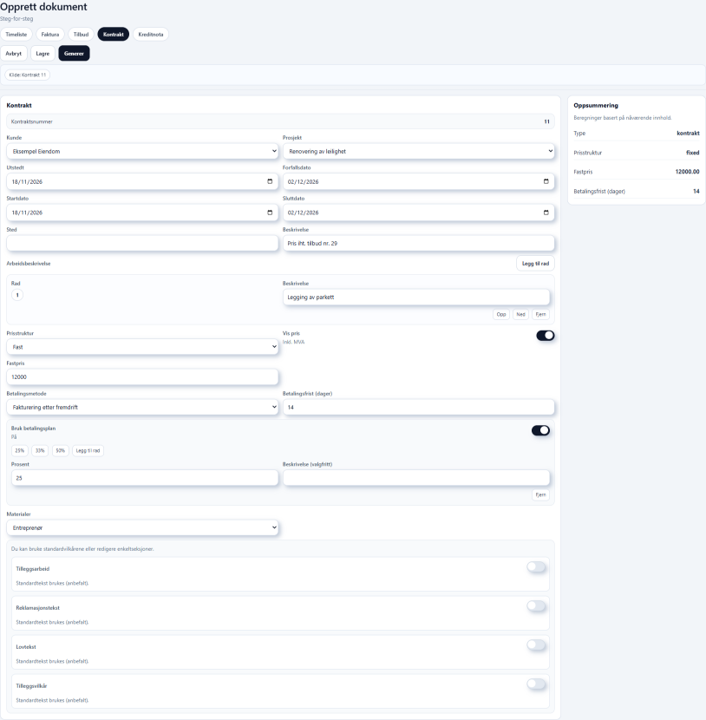 Opprett dokument
Steg-for-steg
Timeliste Faktura Tilbud Kontrakt Kreditnota
Avbryt Lagre Generer
Kladd Kontrakt 11
Kontrakt
Kontraktsnummer 11
Kunde Prosjekt
Eksempel Eiendom Renovering av leilighet
Utstedt Forfallsdato
18/11/2026 02/12/2026
Startdato Sluttdato
18/11/2026 02/12/2026
Sted Beskrivelse
Pris iht. tilbud nr. 29
Arbeidsbeskrivelse Legg til rad
Rad Beskrivelse
1 Legging av parkett
Opp Ned Fjern
Prisstruktur Vis pris
Inkl. MVA
Fast
Fastpris
12000
Betalingsmetode Betalingsfrist (dager)
Fakturering etter fremdrift 14
Bruk betalingsplan
På
25% 33% 50% Legg til rad
Prosent Beskrivelse (valgfritt)
25
Fjern
Materialer
Entreprenør
Du kan bruke standardvilkårene eller redigere enkeltseksjoner.
Tilleggsarbeid
Standardtekst brukes (anbefalt).
Reklamasjonstekst
Standardtekst brukes (anbefalt).
Lovtekst
Standardtekst brukes (anbefalt).
Tilleggsvilkår
Standardtekst brukes (anbefalt).
Oppsummering
Beregninger basert på nåværende innhold.
Type kontrakt
Prisstruktur fixed
Fastpris 12000.00
Betalingsfrist (dager) 14